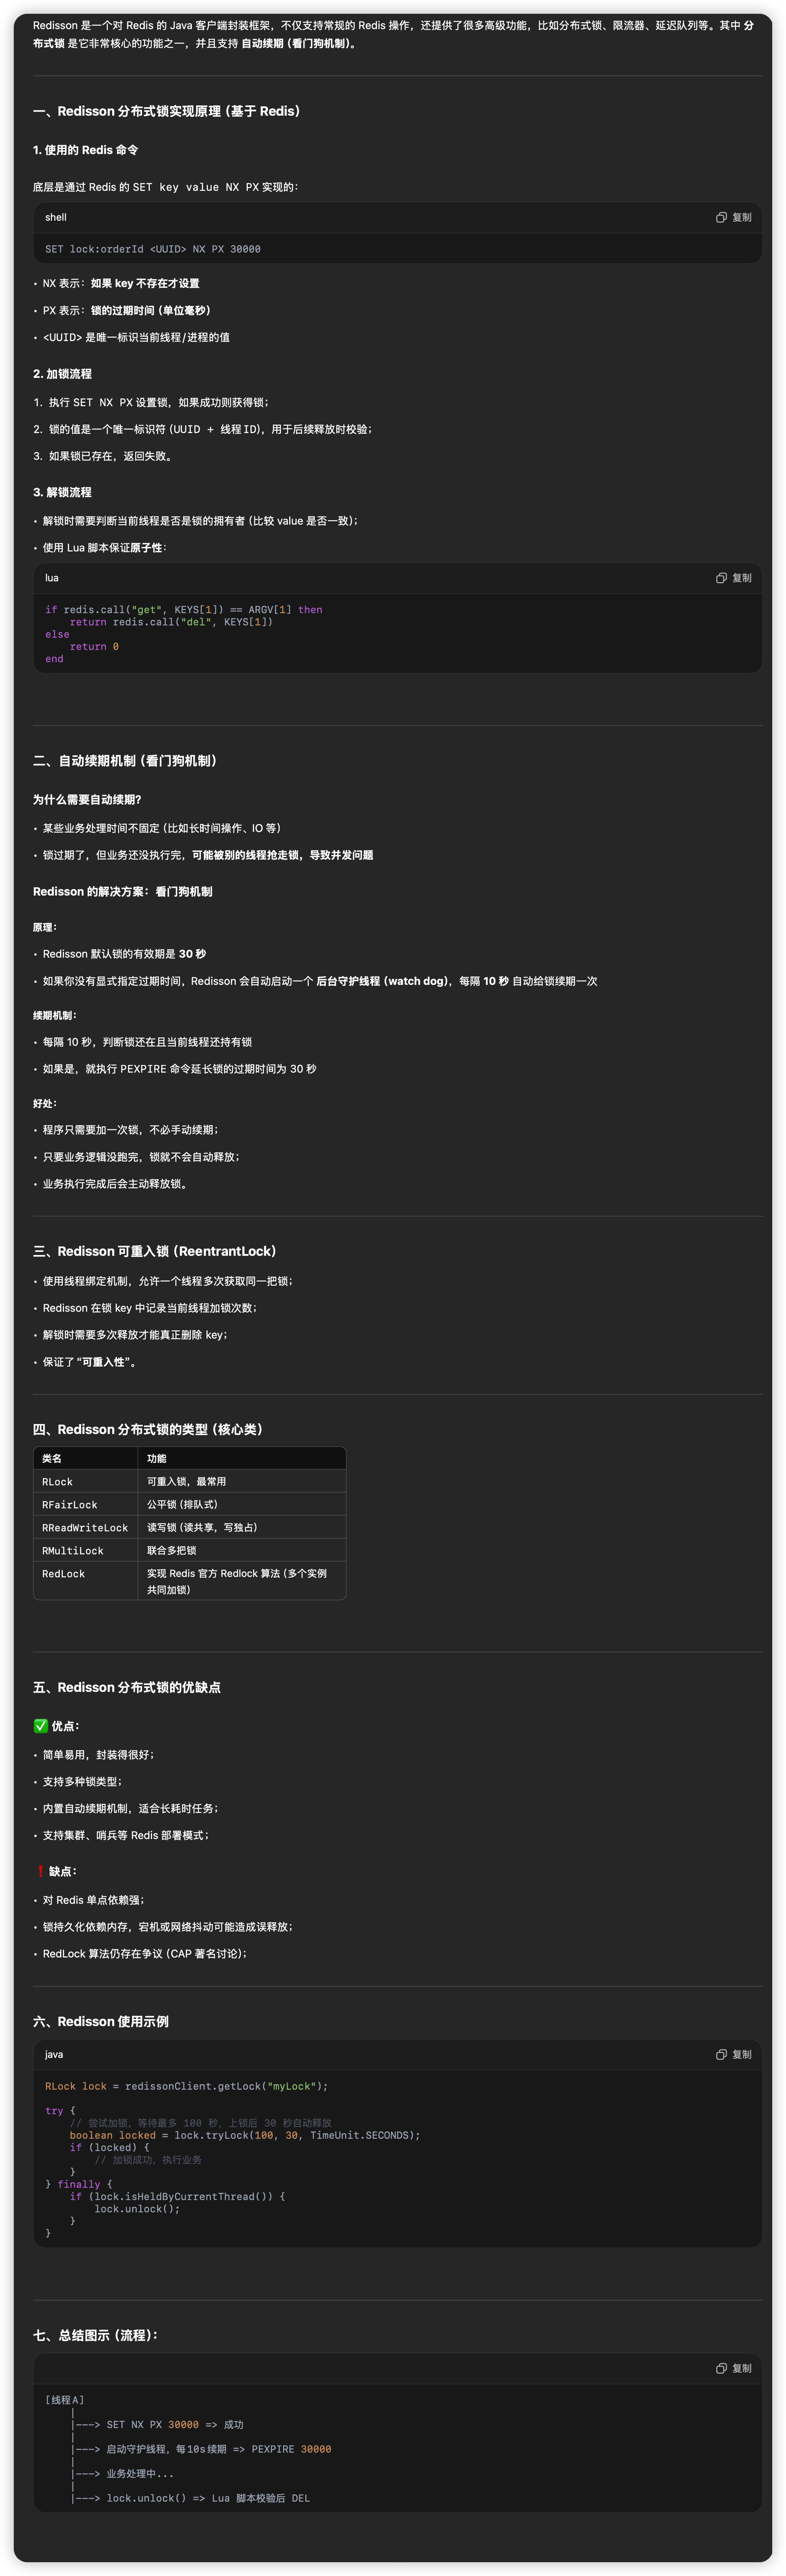 Redisson 是一个对 Redis 的 Java 客户端封装框架，不仅支持常规的 Redis 操作，还提供了很多高级功能，比如分布式锁、限流器、延迟队列等。其中 分
布式锁 是它非常核心的功能之一，并且支持 自动续期（看门狗机制）。
一、Redisson 分布式锁实现原理（基于 Redis）
1. 使用的 Redis 命令
底层是通过 Redis 的 SET key value NX PX 实现的：
shell
复制
SET lock:orderId <UUID> NX PX 30000
• NX 表示：如果 key 不存在才设置
• PX 表示：锁的过期时间（单位毫秒）
• <UUID> 是唯一标识当前线程/进程的值
2. 加锁流程
1. 执行 SET NX PX 设置锁，如果成功则获得锁；
2. 锁的值是一个唯一标识符（UUID + 线程ID），用于后续释放时校验；
3. 如果锁已存在，返回失败。
3. 解锁流程
• 解锁时需要判断当前线程是否是锁的拥有者（比较 value 是否一致）；
• 使用 Lua 脚本保证原子性：
lua
复制
if redis.call("get", KEYS[1]) == ARGV[1] then
    return redis.call("del", KEYS[1])
else
    return 0
end
二、自动续期机制（看门狗机制）
为什么需要自动续期？
• 某些业务处理时间不固定（比如长时间操作、IO 等）
• 锁过期了，但业务还没执行完，可能被别的线程抢走锁，导致并发问题
Redisson 的解决方案：看门狗机制
原理：
• Redisson 默认锁的有效期是 30 秒
• 如果你没有显式指定过期时间，Redisson 会自动启动一个 后台守护线程（watch dog），每隔 10 秒 自动给锁续期一次
续期机制：
• 每隔 10 秒，判断锁还在且当前线程还持有锁
• 如果是，就执行 PEXPIRE 命令延长锁的过期时间为 30 秒
好处：
• 程序只需要加一次锁，不必手动续期；
• 只要业务逻辑没跑完，锁就不会自动释放；
• 业务执行完成后会主动释放锁。
三、Redisson 可重入锁（ReentrantLock）
• 使用线程绑定机制，允许一个线程多次获取同一把锁；
• Redisson 在锁 key 中记录当前线程加锁次数；
• 解锁时需要多次释放才能真正删除 key；
• 保证了“可重入性”。
四、Redisson 分布式锁的类型（核心类）
类名 功能
RLock 可重入锁，最常用
RFairLock 公平锁（排队式）
RReadWriteLock 读写锁（读共享，写独占）
RMultiLock 联合多把锁
RedLock 实现 Redis 官方 Redlock 算法（多个实例
共同加锁）
五、Redisson 分布式锁的优缺点
✅ 优点：
• 简单易用，封装得很好；
• 支持多种锁类型；
• 内置自动续期机制，适合长耗时任务；
• 支持集群、哨兵等 Redis 部署模式；
❗ 缺点：
• 对 Redis 单点依赖强；
• 锁持久化依赖内存，宕机或网络抖动可能造成误释放；
• RedLock 算法仍存在争议（CAP 著名讨论）；
六、Redisson 使用示例
java
复制
RLock lock = redissonClient.getLock("myLock");
try {
    // 尝试加锁，等待最多 100 秒，上锁后 30 秒自动释放
    boolean locked = lock.tryLock(100, 30, TimeUnit.SECONDS);
    if (locked) {
        // 加锁成功，执行业务
    }
} finally {
    if (lock.isHeldByCurrentThread()) {
        lock.unlock();
    }
}
七、总结图示（流程）：
复制
[线程A]
    |
    |---> SET NX PX 30000 => 成功
    |
    |---> 启动守护线程，每10s续期 => PEXPIRE 30000
    |
    |---> 业务处理中...
    |
    |---> lock.unlock() => Lua 脚本校验后 DEL